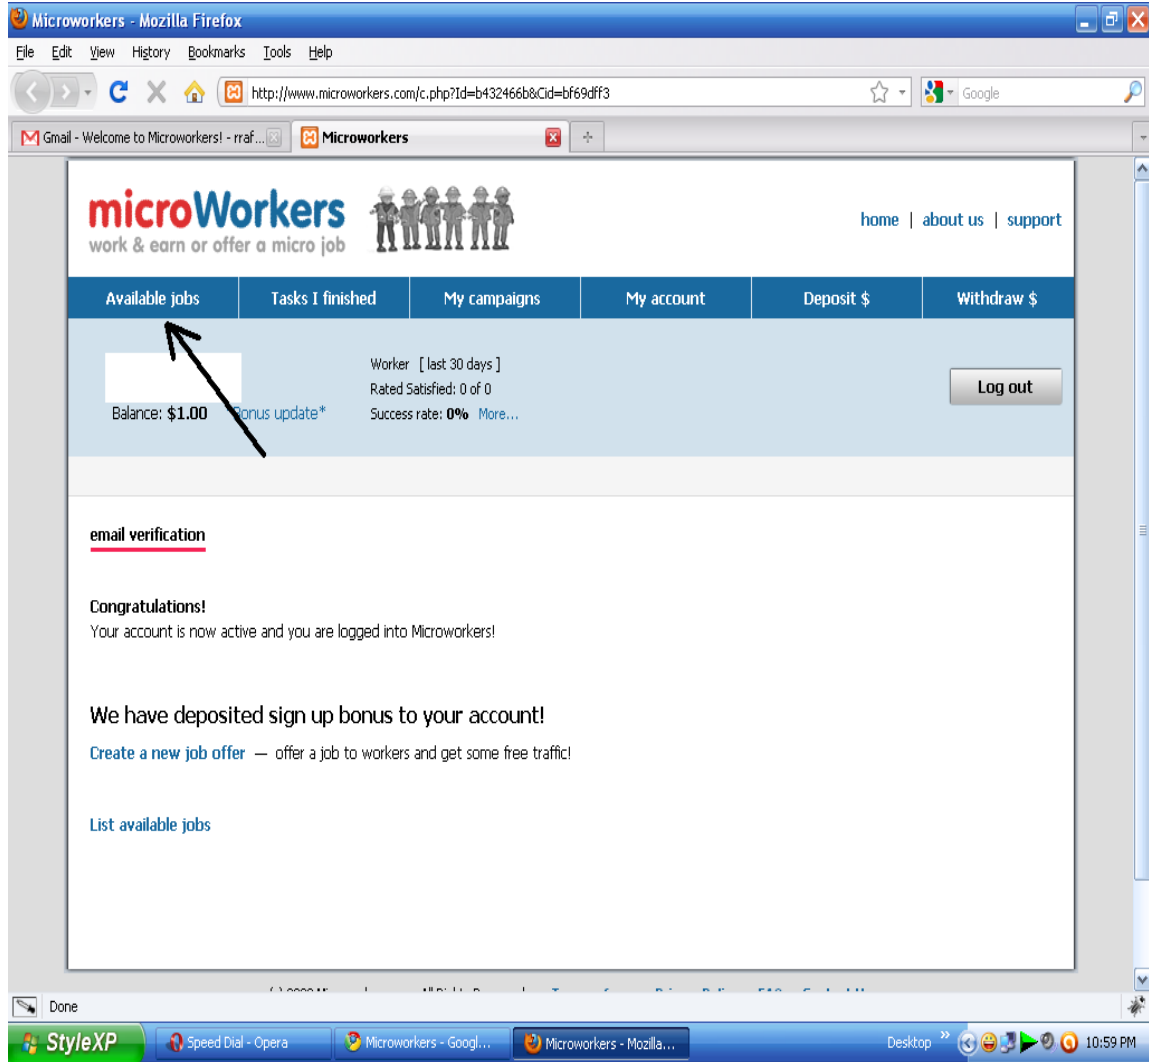 Microworkers - Mozilla Firefox
File Edit View History Bookmarks Tools Help
http://www.microworkers.com/c.php?Id=b432466b&Cid=bf69dff3
Google
Gmail - Welcome to Microworkers! - rraf...
Microworkers
microWorkers
work & earn or offer a micro job
home | about us | support
Available jobs Tasks I finished My campaigns My account Deposit $ Withdraw $
Worker [ last 30 days ]
Rated Satisfied: 0 of 0
Log out
Balance: $1.00 Bonus update* Success rate: 0% More...
email verification
Congratulations!
Your account is now active and you are logged into Microworkers!
We have deposited sign up bonus to your account!
Create a new job offer — offer a job to workers and get some free traffic!
List available jobs
Done
StyleXP Speed Dial - Opera Microworkers - Googl... Microworkers - Mozilla... Desktop » 10:59 PM